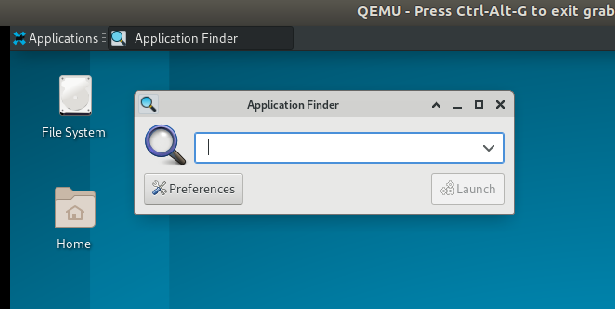 QEMU - Press Ctrl-Alt-G to exit grab
Applications
Application Finder
Application Finder
File System
Preferences
Launch
Home